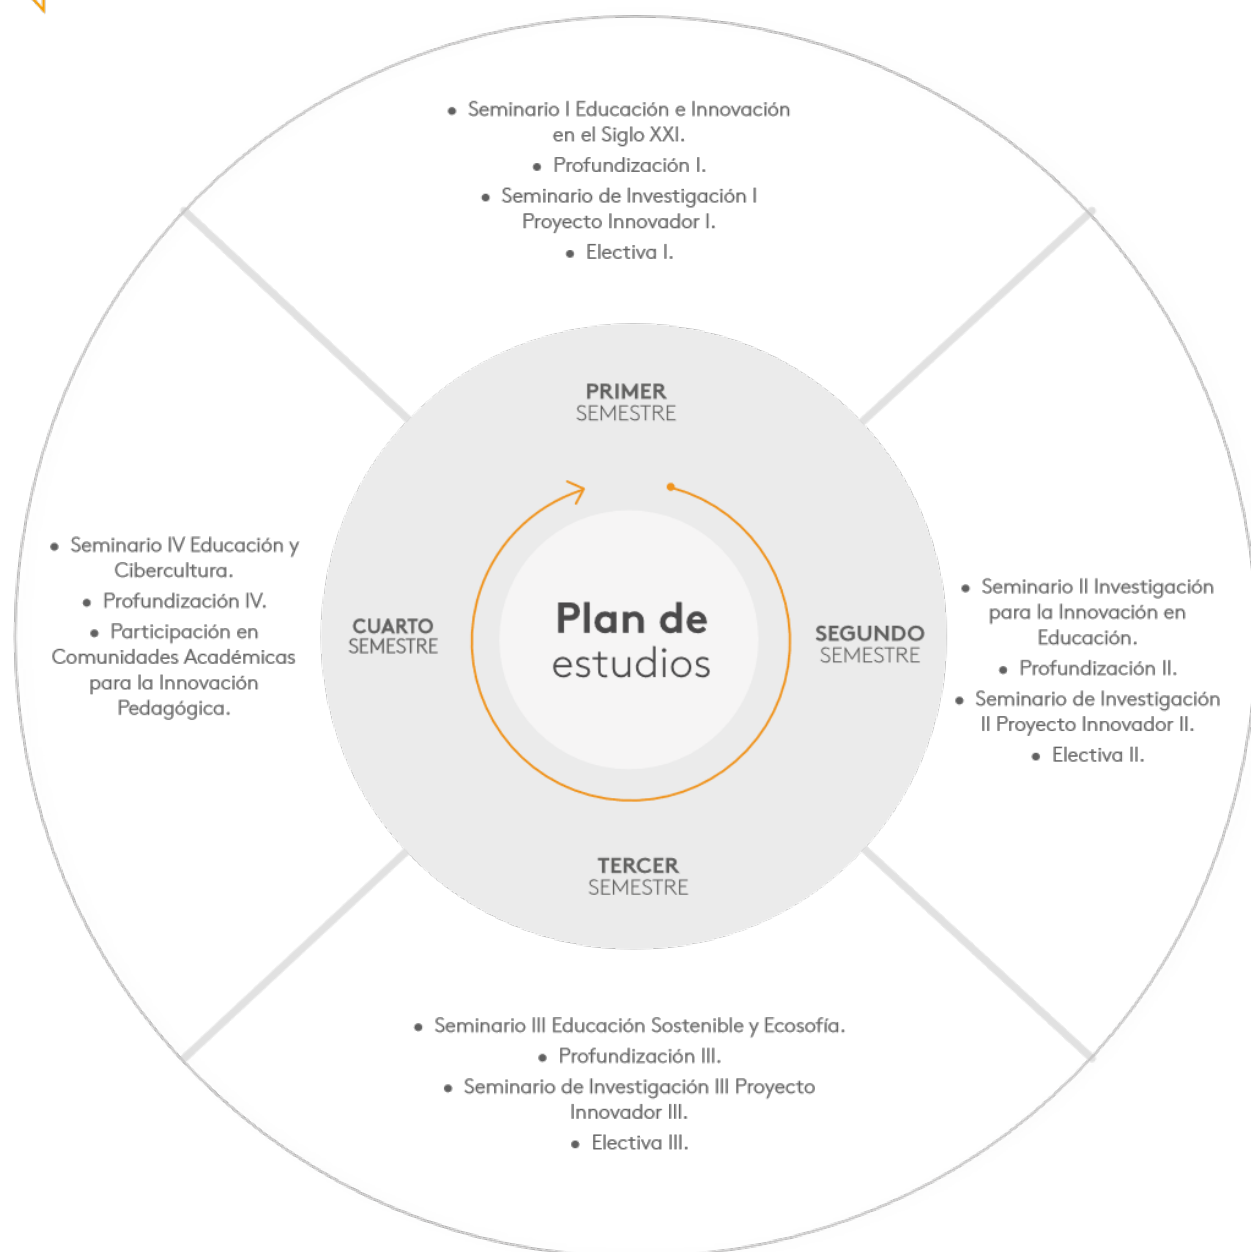 • Seminario I Educación e Innovación
en el Siglo XXI.
• Profundización I.
• Seminario de Investigación I
Proyecto Innovador I.
• Electiva I.
PRIMER
SEMESTRE
• Seminario II Investigación
para la Innovación en
Educación.
• Profundización II.
• Seminario de Investigación
II Proyecto Innovador II.
• Electiva II.
SEGUNDO
SEMESTRE
Plan de
estudios
• Seminario III Educación Sostenible y Ecosofía.
• Profundización III.
• Seminario de Investigación III Proyecto
Innovador III.
• Electiva III.
TERCER
SEMESTRE
• Seminario IV Educación y
Cibercultura.
• Profundización IV.
• Participación en
Comunidades Académicas
para la Innovación
Pedagógica.
CUARTO
SEMESTRE